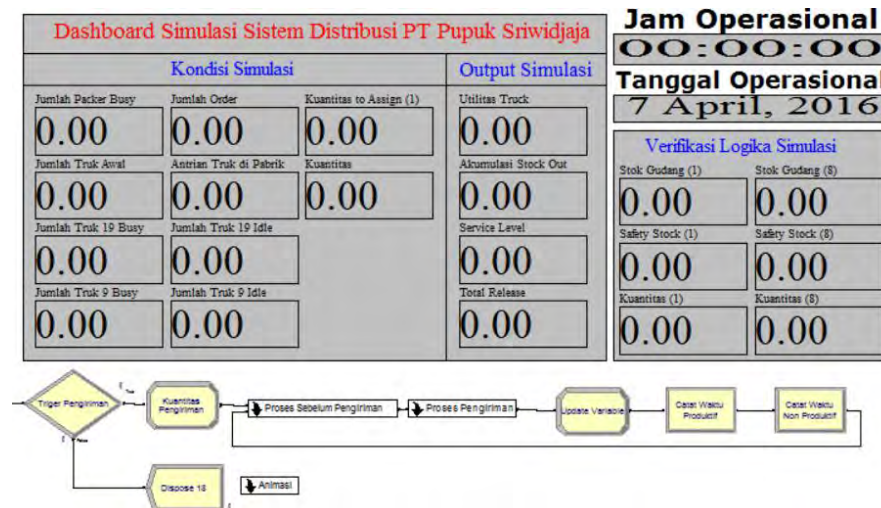 Dashboard Simulasi Sistem Distribusi PT Pupuk Sriwidjaja
Kondisi Simulasi
Output Simulasi
Jumlah Packer Busy
Jumlah Order
Kuantitas to Assign (1)
Utilitas Truck
0.00
0.00
0.00
0.00
Jumlah Truk Awal
Antrian Truk di Pabrik
Kuantitas
Akumulasi Stock Out
0.00
0.00
0.00
0.00
Jumlah Truk 19 Busy
Jumlah Truk 19 Idle
Service Level
0.00
0.00
0.00
Jumlah Truk 9 Busy
Jumlah Truk 9 Idle
Total Release
0.00
0.00
0.00
Jam Operasional
00:00:00
Tanggal Operasional
7 April, 2016
Verifikasi Logika Simulasi
Stok Gudang (1)
Stok Gudang (8)
0.00
0.00
Safety Stock (1)
Safety Stock (8)
0.00
0.00
Kuantitas (1)
Kuantitas (8)
0.00
0.00
Triger Pengiriman
Kuantitas
Pengiriman
Proses Sebelum Pengiriman
Proses Pengiriman
Update Variable
Catat Waktu
Produktif
Catat Waktu
Non Produktif
Dispose 18
Animasi